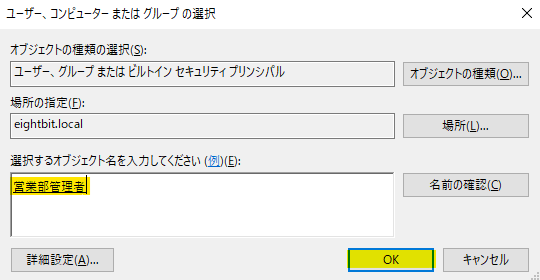 ユーザー、コンピューター または グループ の選択
オブジェクトの種類の選択(S):
ユーザー、グループ または ビルトイン セキュリティ プリンシパル
オブジェクトの種類(O)...
場所の指定(F):
eightbit.local
場所(L)...
選択するオブジェクト名を入力してください (例)(E):
営業部管理者
名前の確認(C)
詳細設定(A)...
OK
キャンセル